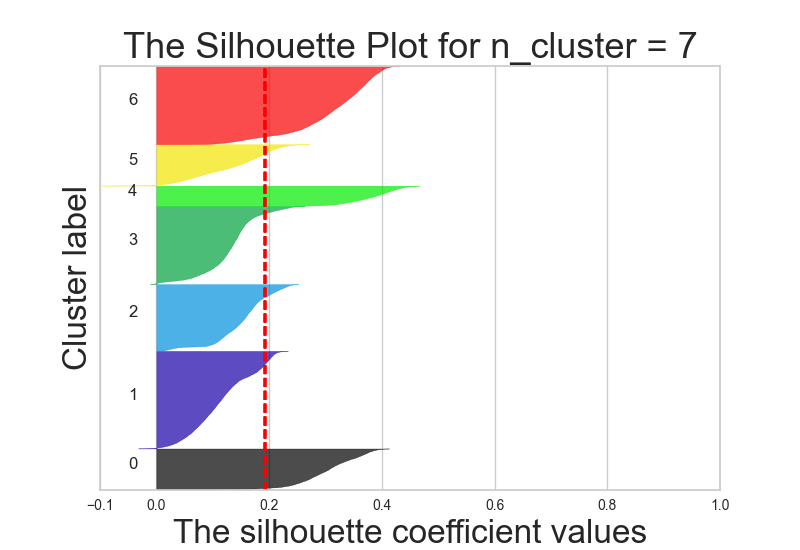 The Silhouette Plot for n_cluster = 7
6
5
4
3
2
1
0
Cluster label
−0.1 0.0 0.2 0.4 0.6 0.8 1.0
The silhouette coefficient values